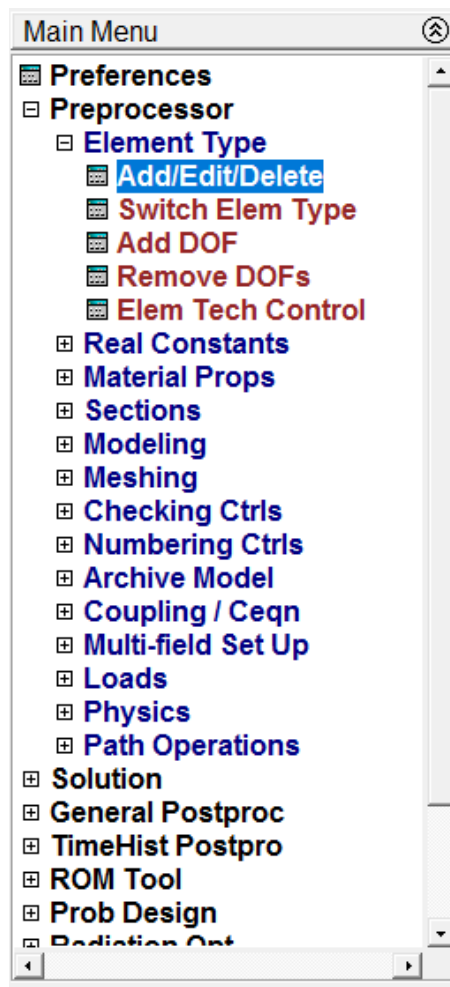 Main Menu
Preferences
Preprocessor
Element Type
Add/Edit/Delete
Switch Elem Type
Add DOF
Remove DOFs
Elem Tech Control
Real Constants
Material Props
Sections
Modeling
Meshing
Checking Ctrls
Numbering Ctrls
Archive Model
Coupling / Ceqn
Multi-field Set Up
Loads
Physics
Path Operations
Solution
General Postproc
TimeHist Postpro
ROM Tool
Prob Design
Radiation Opt